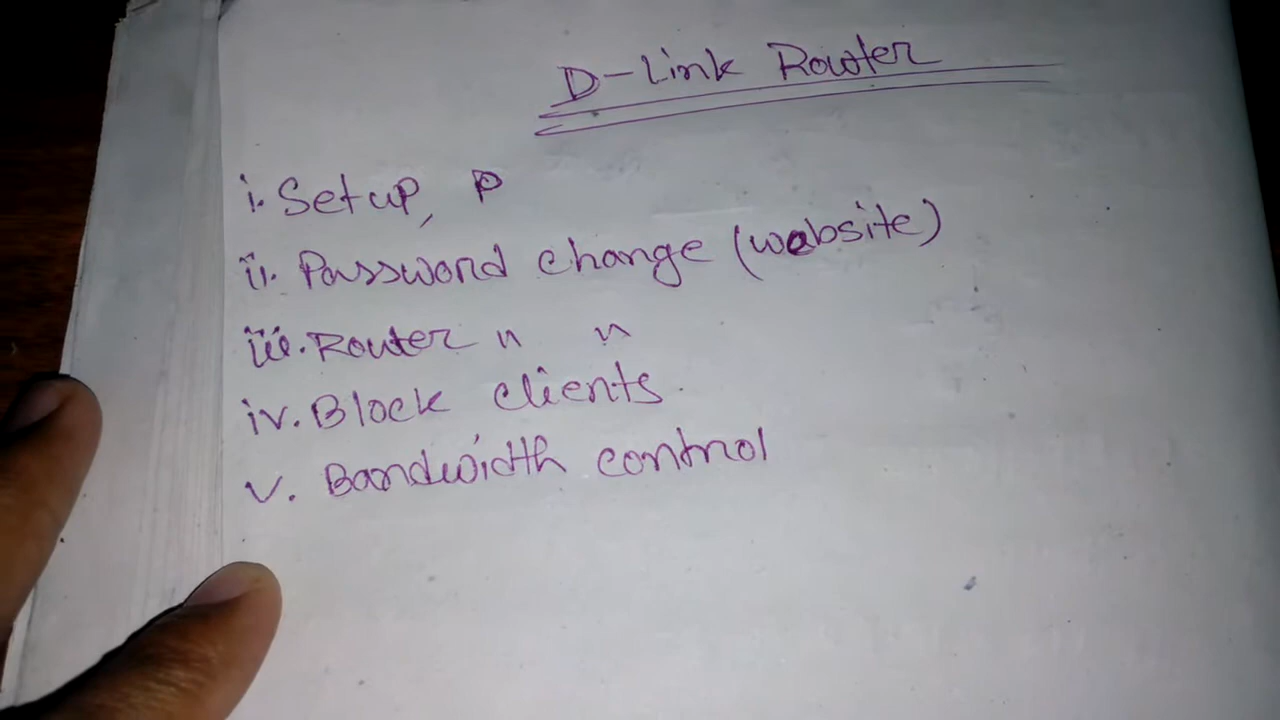 D-Link Router
i. Setup, P
ii. Password change (website)
iii. Router " "
iv. Block clients.
v. Bandwidth control